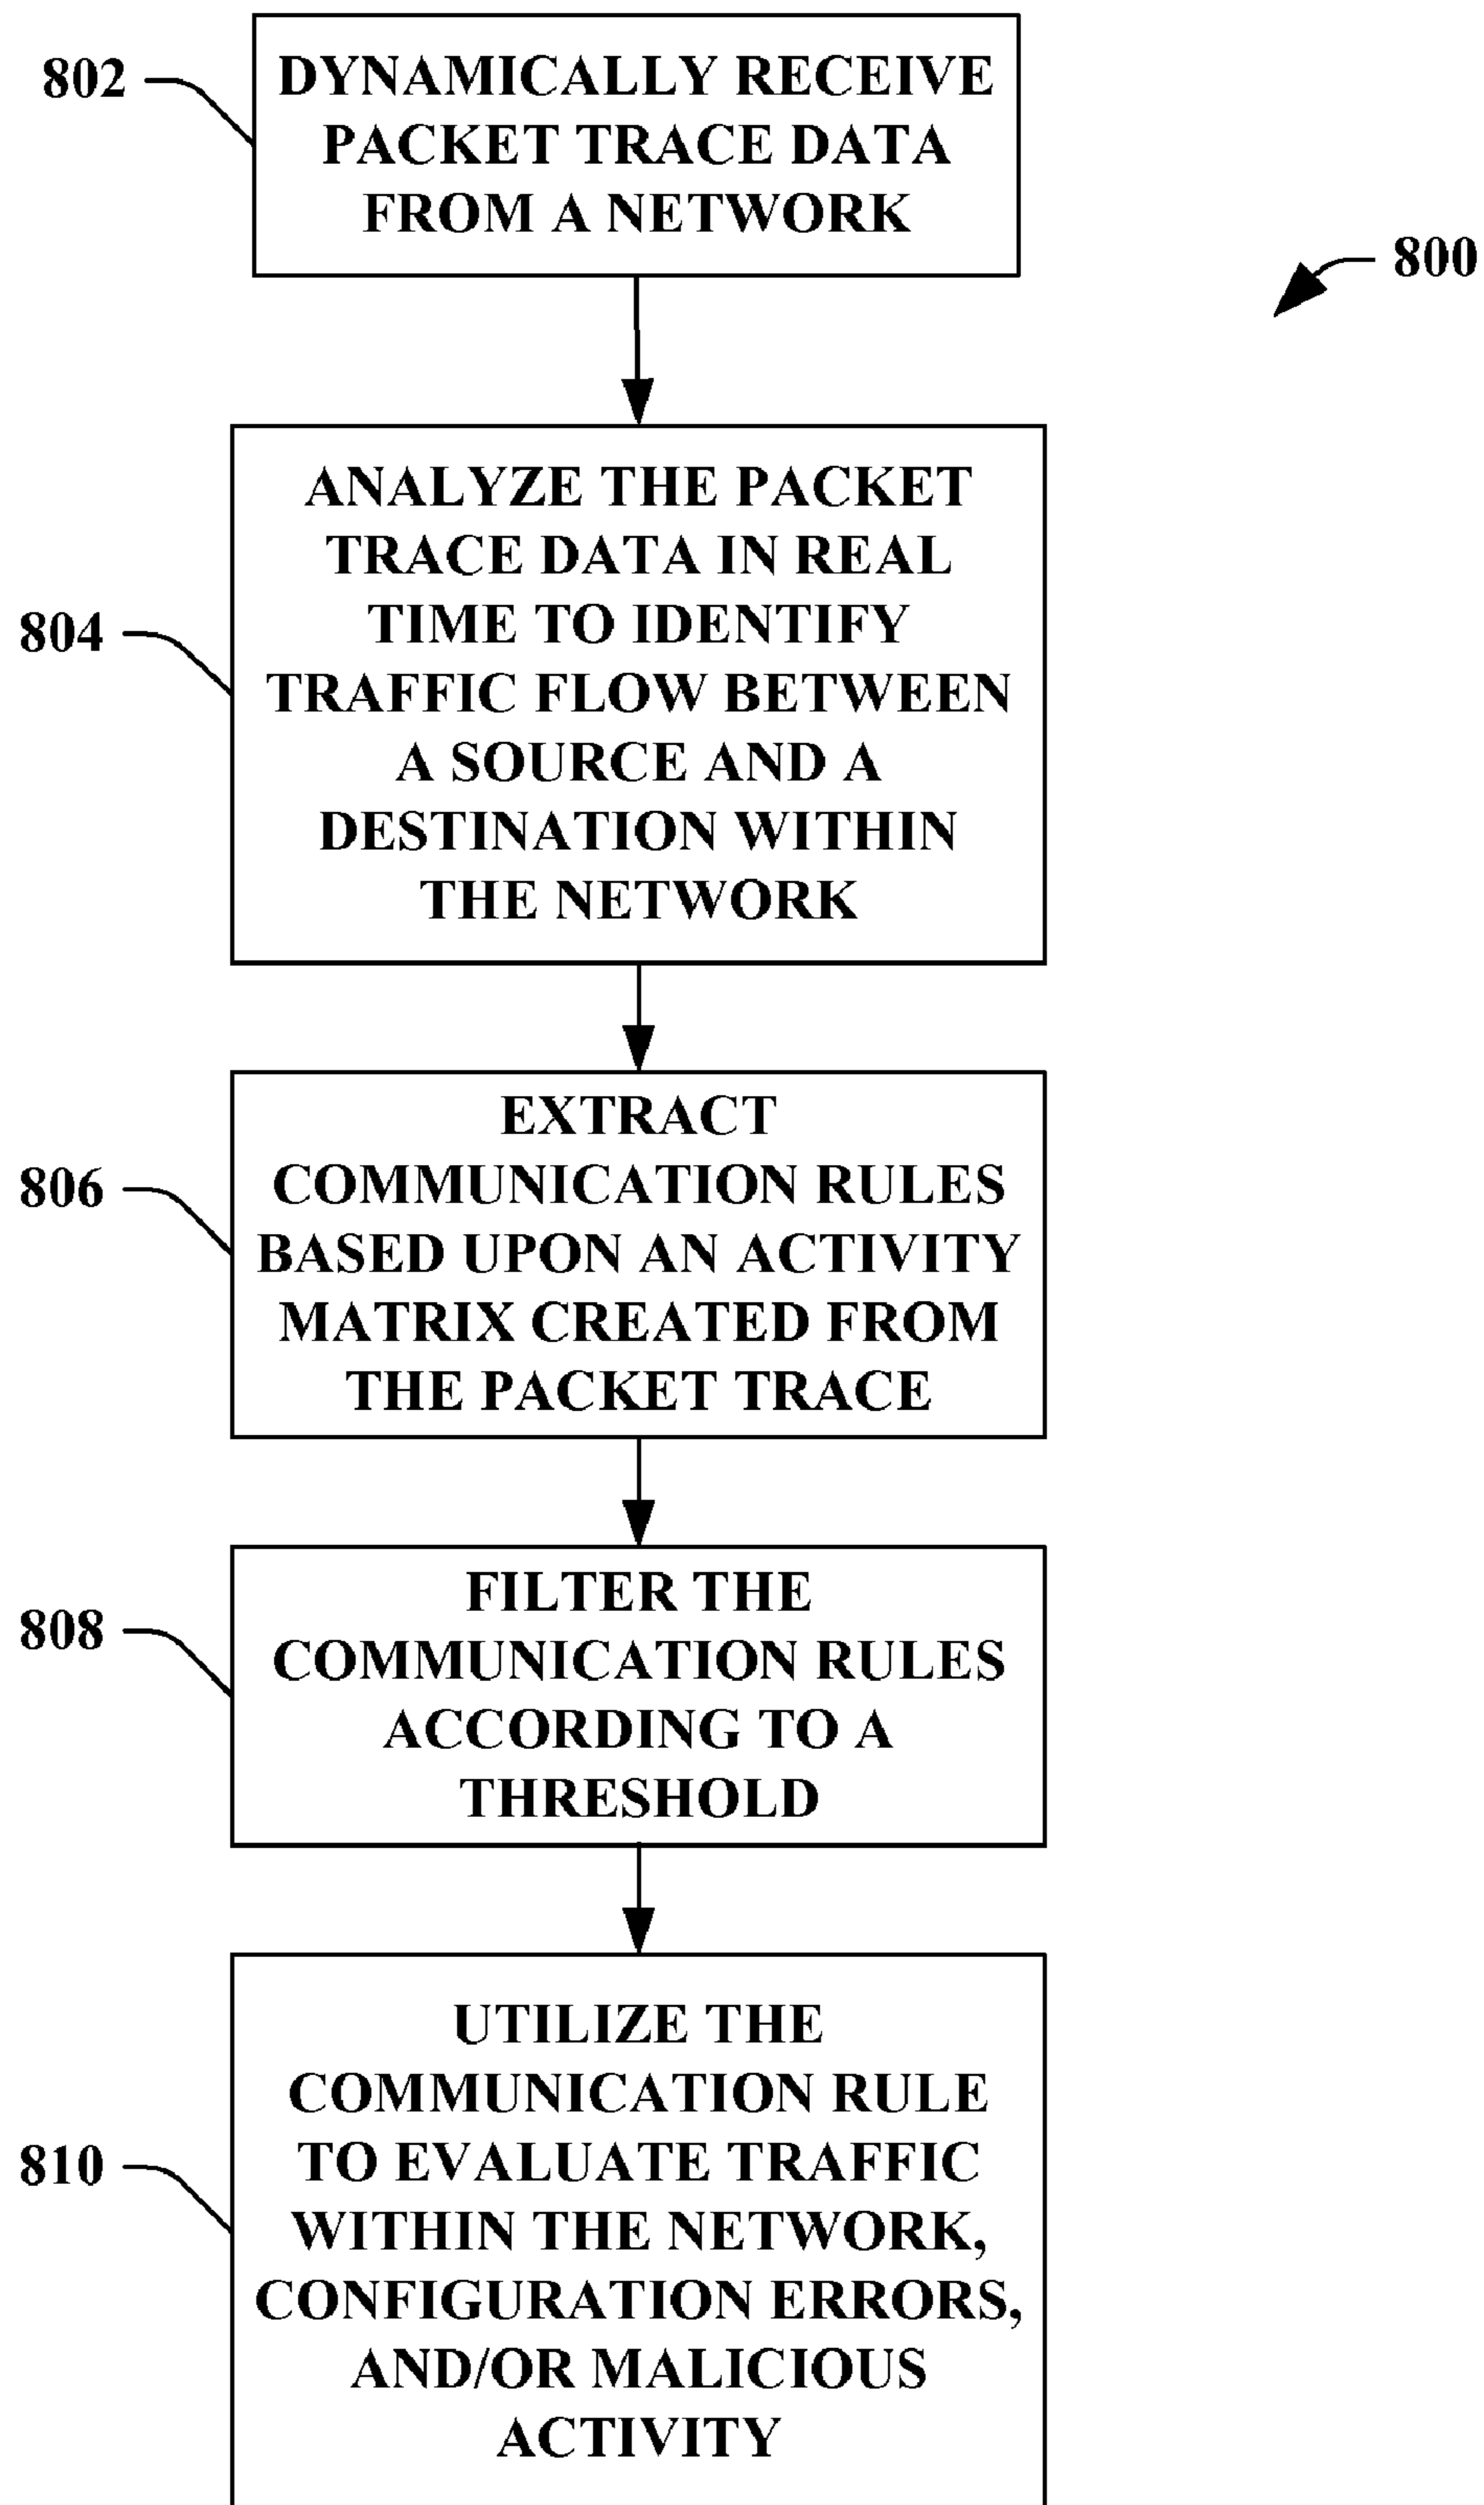 802
DYNAMICALLY RECEIVE
PACKET TRACE DATA
FROM A NETWORK
800
804
ANALYZE THE PACKET
TRACE DATA IN REAL
TIME TO IDENTIFY
TRAFFIC FLOW BETWEEN
A SOURCE AND A
DESTINATION WITHIN
THE NETWORK
806
EXTRACT
COMMUNICATION RULES
BASED UPON AN ACTIVITY
MATRIX CREATED FROM
THE PACKET TRACE
808
FILTER THE
COMMUNICATION RULES
ACCORDING TO A
THRESHOLD
810
UTILIZE THE
COMMUNICATION RULE
TO EVALUATE TRAFFIC
WITHIN THE NETWORK,
CONFIGURATION ERRORS,
AND/OR MALICIOUS
ACTIVITY